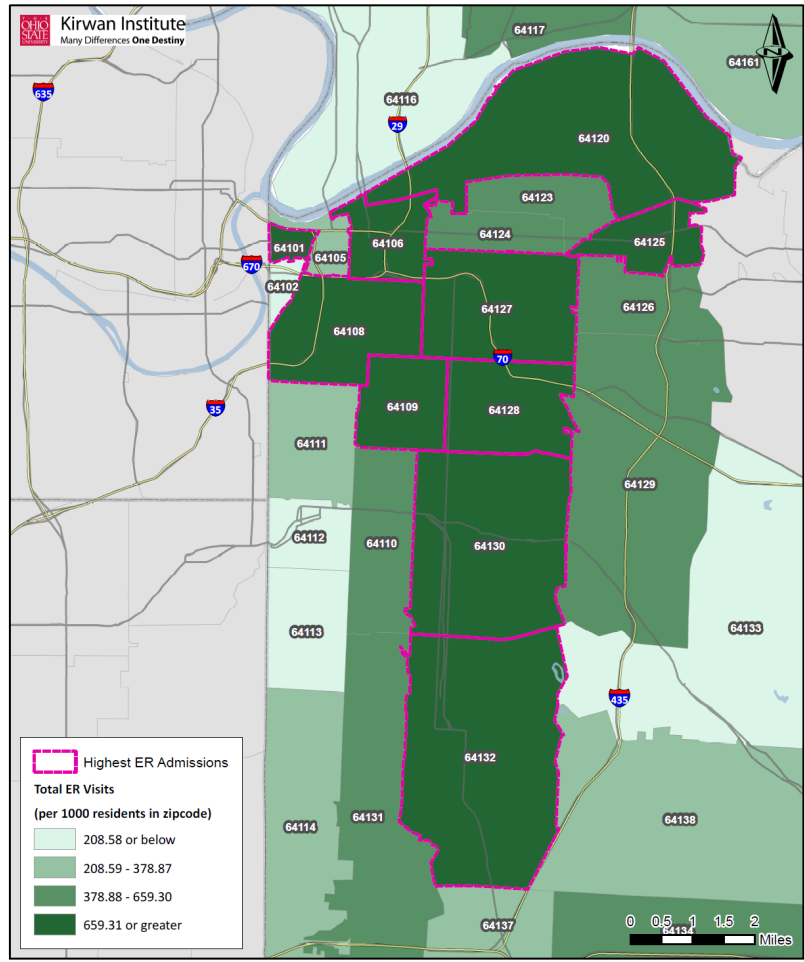 THE
OHIO
STATE
UNIVERSITY
Kirwan Institute
Many Differences One Destiny
N
64117
635
64161
64116
29
64120
64123
64124
64125
64106
64101
64105
670
64102
64126
64127
64108
70
64109
64128
35
64111
64129
64112
64110
64130
64113
64133
435
64132
64131
64114
64138
64137
64134
Highest ER Admissions
Total ER Visits
(per 1000 residents in zipcode)
208.58 or below
208.59 - 378.87
378.88 - 659.30
659.31 or greater
0 0.5 1 1.5 2
Miles